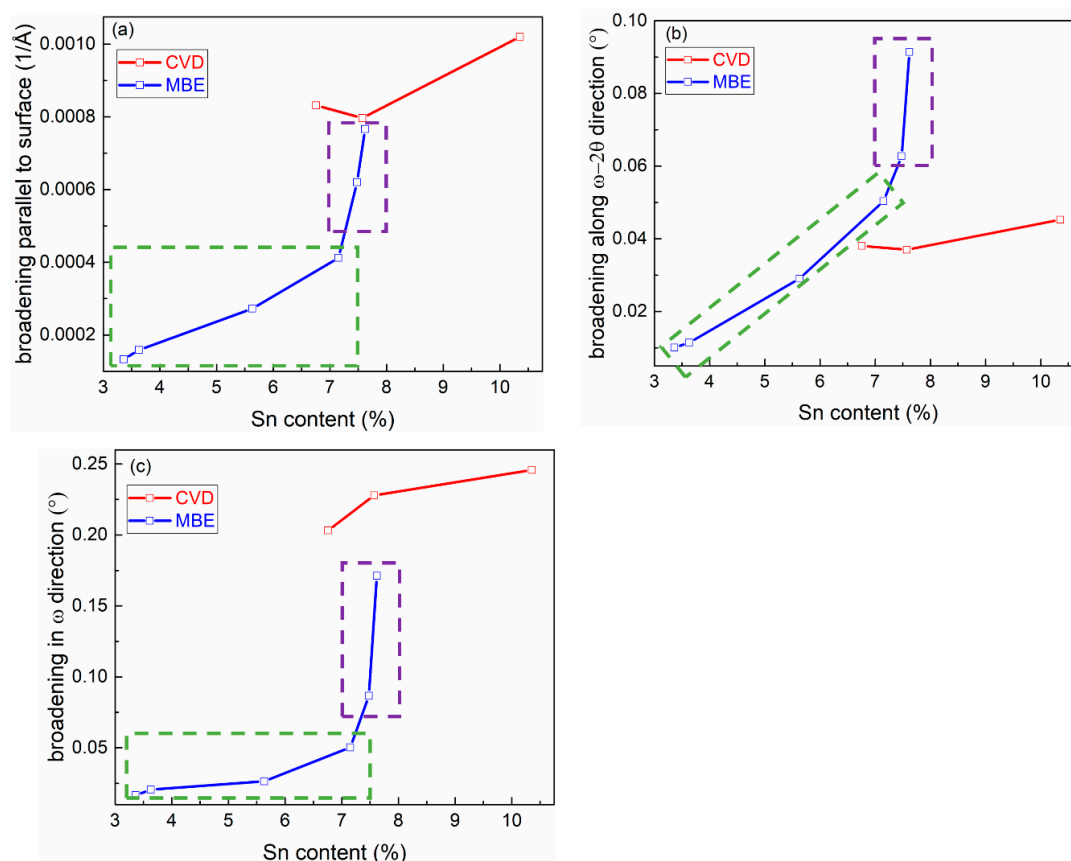 (a)
CVD
MBE
broadening parallel to surface (1/Å)
0.0010
0.0008
0.0006
0.0004
0.0002
3 4 5 6 7 8 9 10
Sn content (%)
(b)
CVD
MBE
broadening along ω−2θ direction (°)
0.10
0.08
0.06
0.04
0.02
3 4 5 6 7 8 9 10
Sn content (%)
(c)
CVD
MBE
broadening in ω direction (°)
0.25
0.20
0.15
0.10
0.05
3 4 5 6 7 8 9 10
Sn content (%)